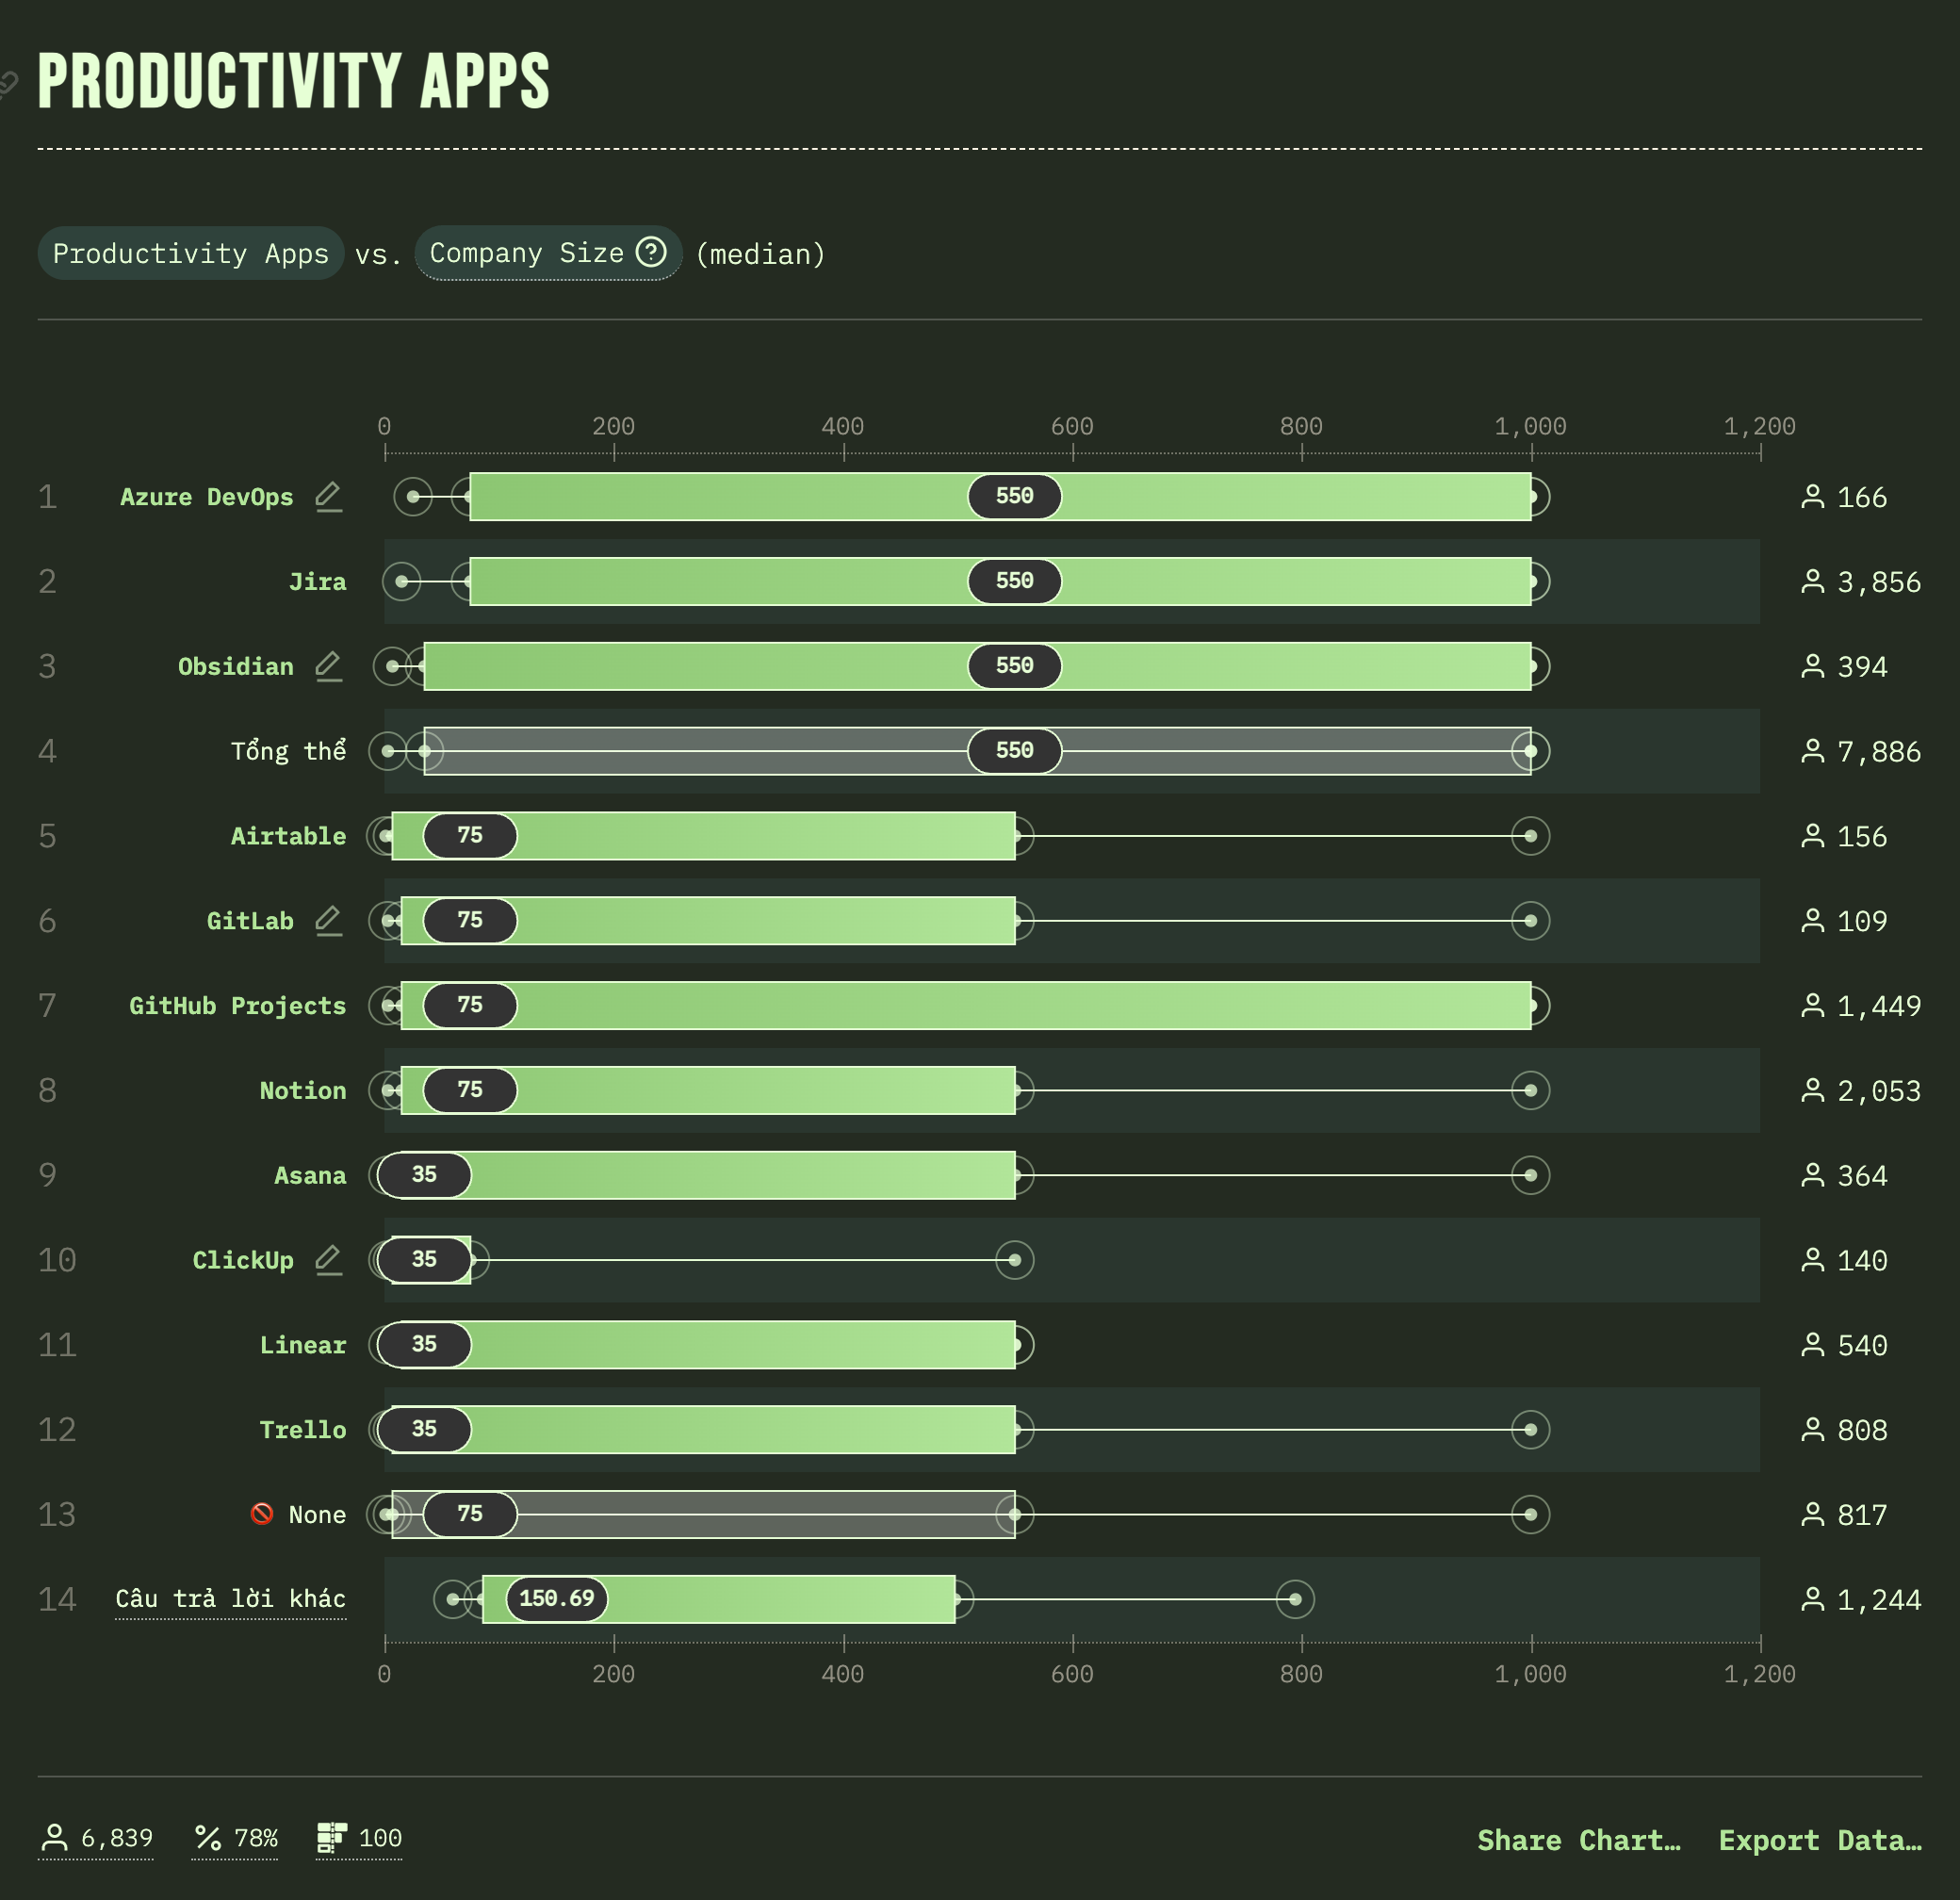 PRODUCTIVITY APPS
Productivity Apps vs. Company Size (median)
0 200 400 600 800 1,000 1,200
1 Azure DevOps 550 166
2 Jira 550 3,856
3 Obsidian 550 394
4 Tổng thể 550 7,886
5 Airtable 75 156
6 GitLab 75 109
7 GitHub Projects 75 1,449
8 Notion 75 2,053
9 Asana 35 364
10 ClickUp 35 140
11 Linear 35 540
12 Trello 35 808
13 🚫 None 75 817
14 Câu trả lời khác 150.69 1,244
0 200 400 600 800 1,000 1,200
6,839 78% 100 Share Chart… Export Data…